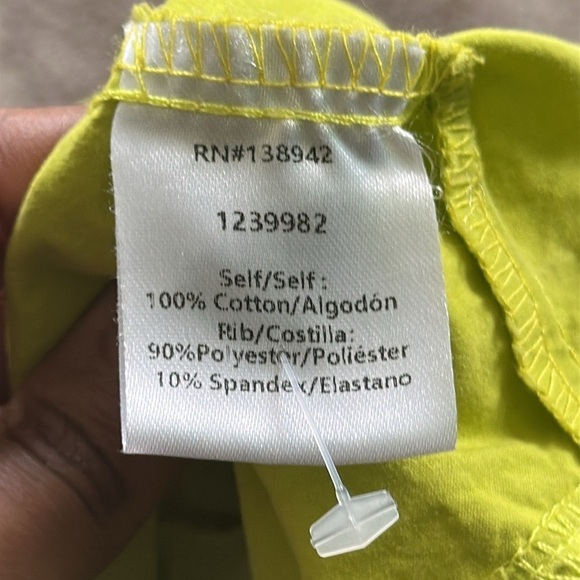 RN#138942
1239982
Self/Self :
100% Cotton/Algodón
Rib/Costilla:
90%Polyester/Poliéster
10% Spandex/Elastano